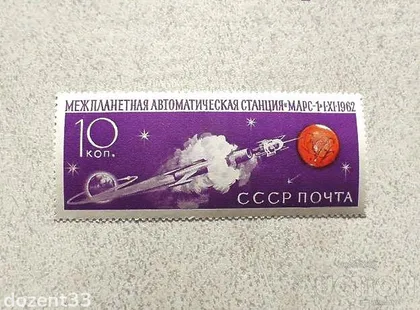 МЕЖПЛАНЕТНАЯ АВТОМАТИЧЕСКАЯ СТАНЦИЯ «МАРС-1» 1-XI-1962
10
КОП.
СССР ПОЧТА
dozent33